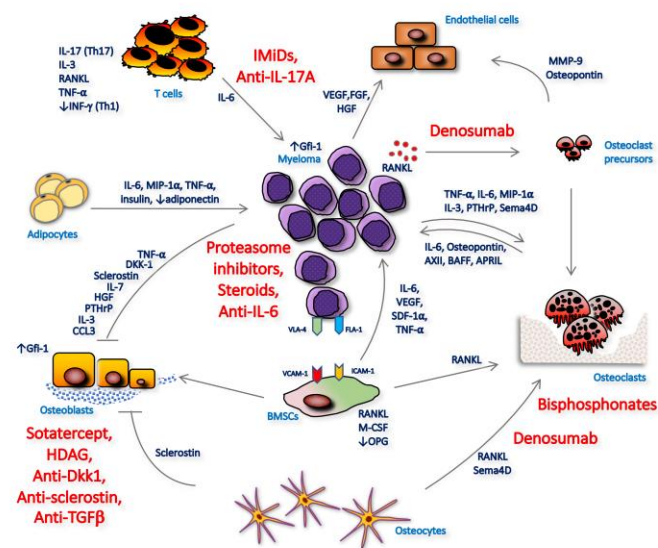 Endothelial cells
IL-17 (Th17)
IL-3
RANKL
TNF-α
↓INF-γ (Th1)
T cells
IMiDs,
Anti-IL-17A
IL-6
VEGF,FGF,
HGF
MMP-9
Osteopontin
↑Gfi-1
Myeloma
RANKL
Denosumab
Osteoclast
precursors
Adipocytes
IL-6, MIP-1α, TNF-α,
insulin, ↓adiponectin
TNF-α, IL-6, MIP-1α
IL-3, PTHrP, Sema4D
IL-6, Osteopontin,
AXII, BAFF, APRIL
Proteasome
inhibitors,
Steroids,
Anti-IL-6
TNF-α
DKK-1
Sclerostin
IL-7
HGF
PTHrP
IL-3
CCL3
IL-6,
VEGF,
SDF-1α,
TNF-α
VLA-4
FLA-1
↑Gfi-1
Osteoblasts
VCAM-1
ICAM-1
BMSCs
RANKL
M-CSF
↓OPG
RANKL
Osteoclasts
Bisphosphonates
Denosumab
Sotatercept,
HDAG,
Anti-Dkk1,
Anti-sclerostin,
Anti-TGFβ
Sclerostin
RANKL
Sema4D
Osteocytes